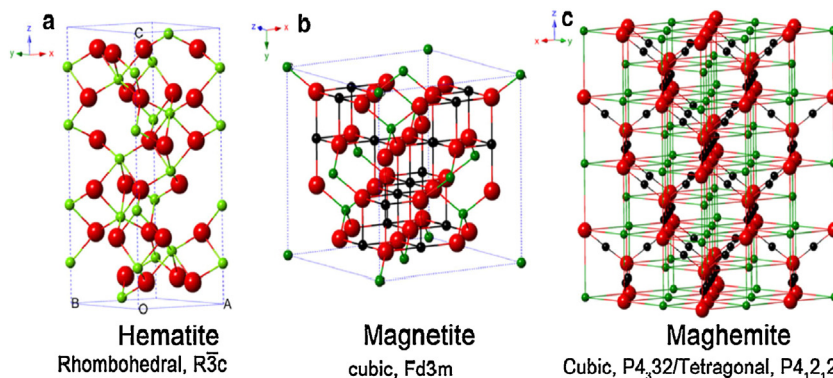 a
z
y
x
C
B
O
A
Hematite
Rhombohedral, R3̅c
b
z
x
y
Magnetite
cubic, Fd3m
c
z
x
y
Maghemite
Cubic, P4₃32/Tetragonal, P4₁2₁2